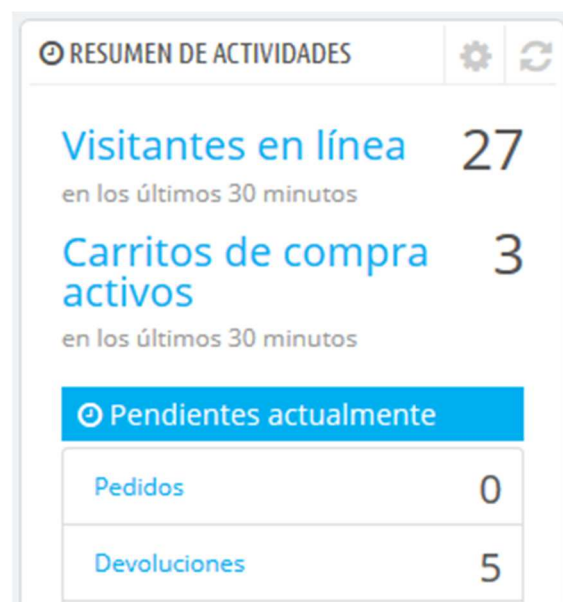 RESUMEN DE ACTIVIDADES
Visitantes en línea 27
en los últimos 30 minutos
Carritos de compra 3
activos
en los últimos 30 minutos
Pendientes actualmente
Pedidos 0
Devoluciones 5